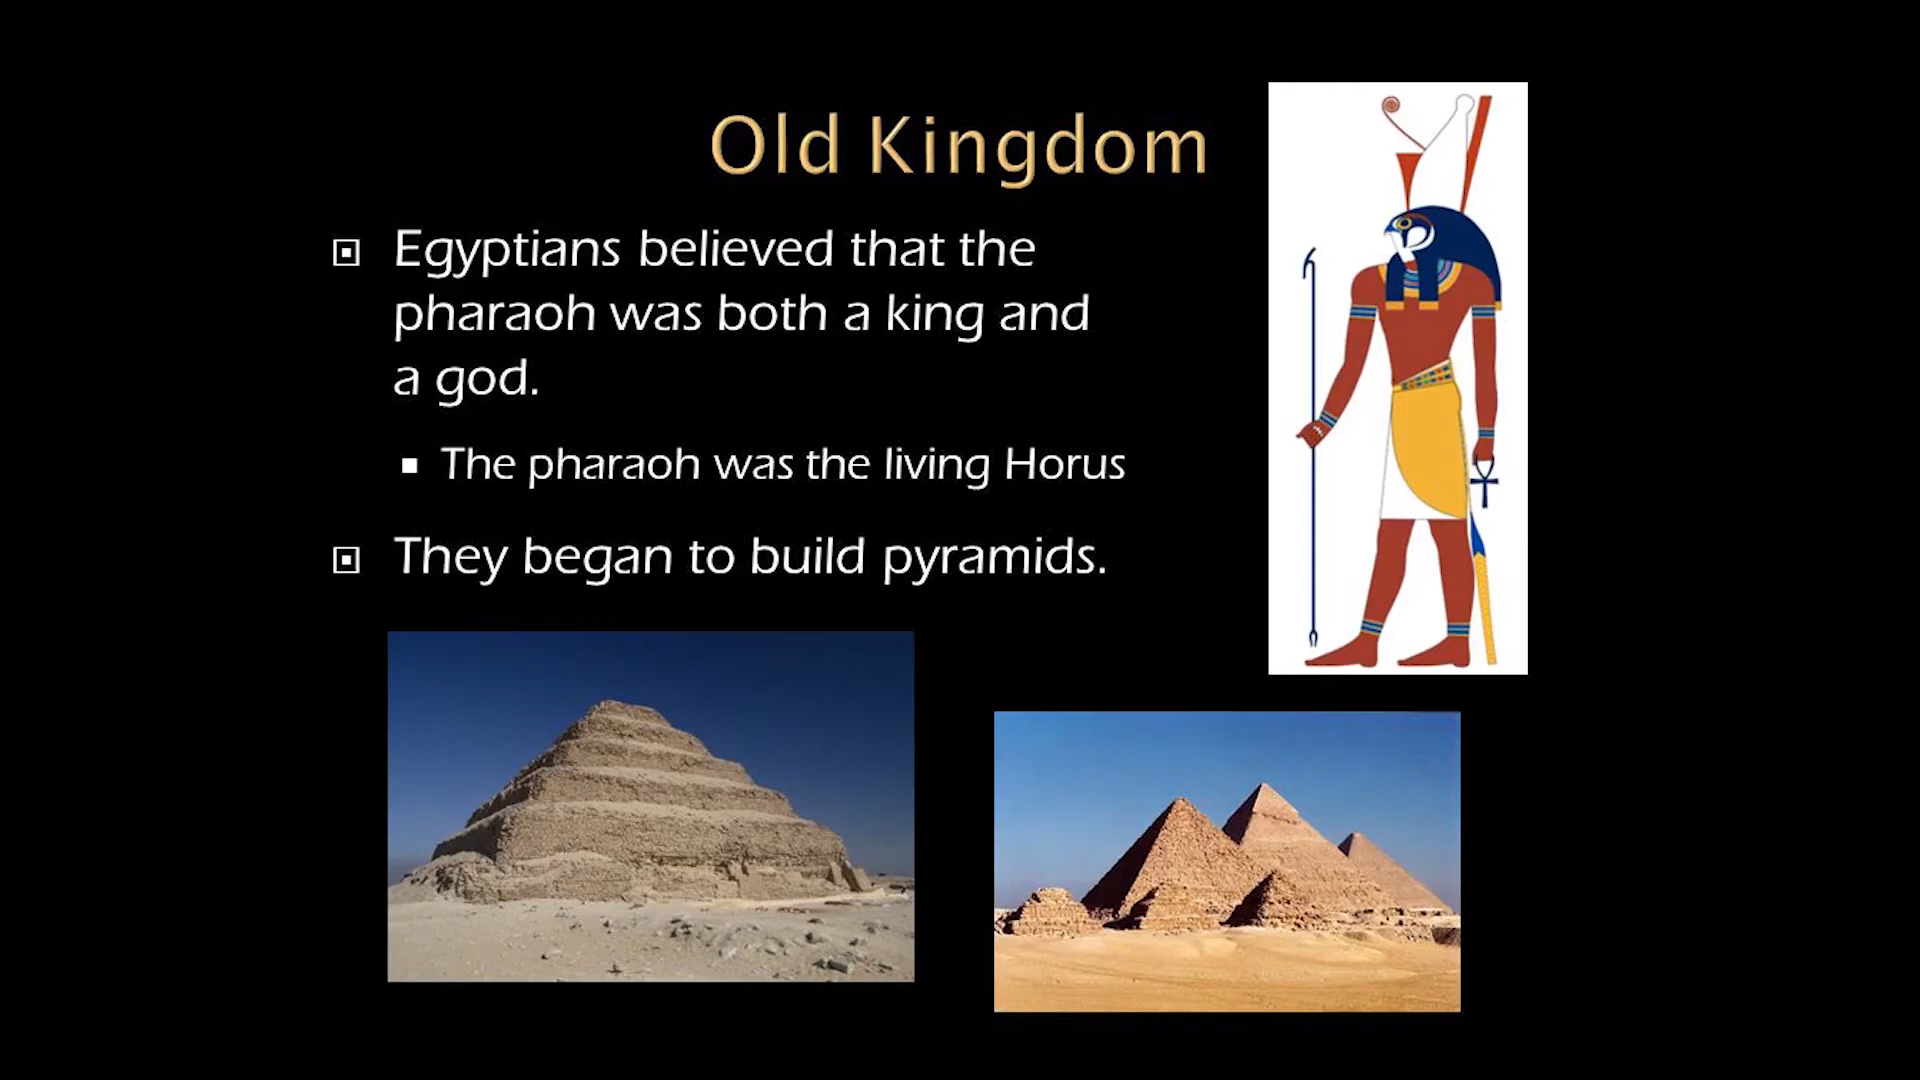 Old Kingdom
Egyptians believed that the
pharaoh was both a king and
a god.
The pharaoh was the living Horus
They began to build pyramids.